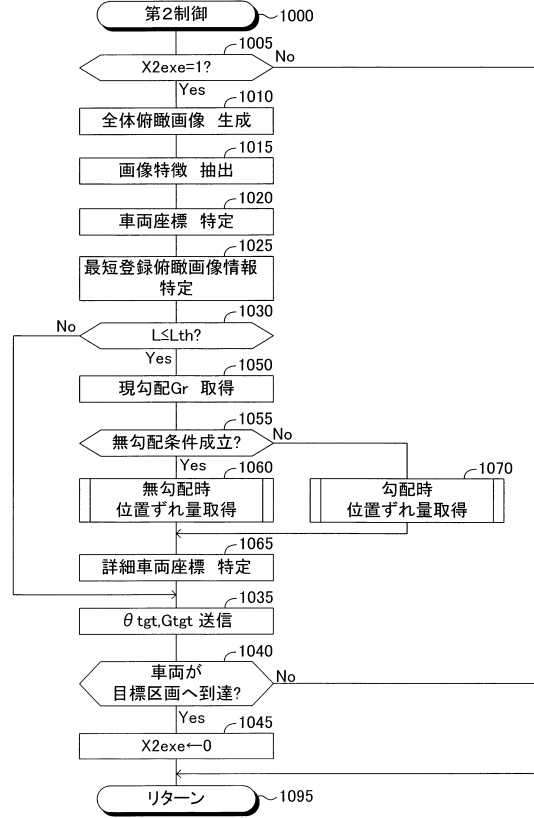 第2制御
1000
1005
X2exe=1?
No
Yes
1010
全体俯瞰画像 生成
1015
画像特徴 抽出
1020
車両座標 特定
1025
最短登録俯瞰画像情報
特定
1030
No
L≦Lth?
Yes
1050
現勾配Gr 取得
1055
無勾配条件成立?
No
Yes
1060
無勾配時
位置ずれ量取得
1070
勾配時
位置ずれ量取得
1065
詳細車両座標 特定
1035
θtgt,Gtgt 送信
1040
車両が
目標区画へ到達?
No
Yes
1045
X2exe←0
リターン
1095